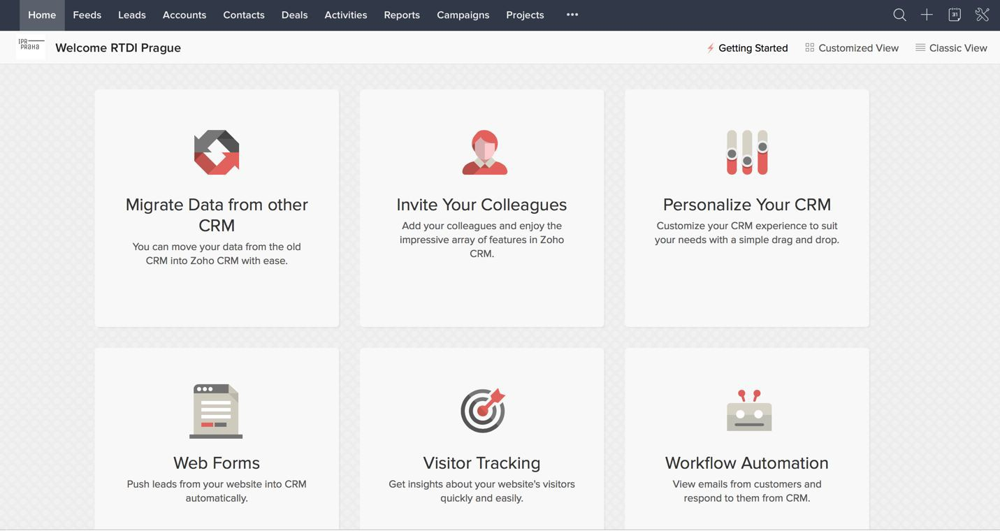 Home Feeds Leads Accounts Contacts Deals Activities Reports Campaigns Projects •••
31
IPR
PRAHA
Welcome RTDI Prague
Getting Started Customized View Classic View
Migrate Data from other
CRM
You can move your data from the old
CRM into Zoho CRM with ease.
Invite Your Colleagues
Add your colleagues and enjoy the
impressive array of features in Zoho
CRM.
Personalize Your CRM
Customize your CRM experience to suit
your needs with a simple drag and drop.
Web Forms
Push leads from your website into CRM
automatically.
Visitor Tracking
Get insights about your website's visitors
quickly and easily.
Workflow Automation
View emails from customers and
respond to them from CRM.